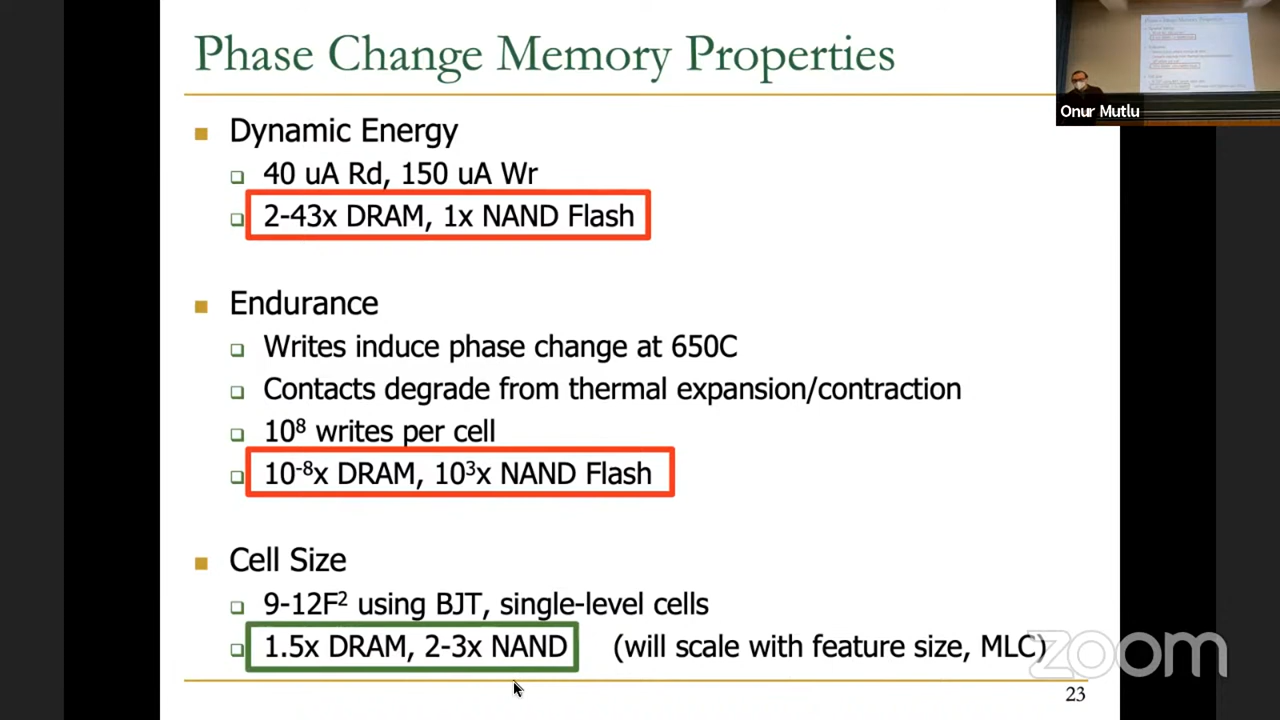 Phase Change Memory Properties
Onur Mutlu
Dynamic Energy
40 uA Rd, 150 uA Wr
2-43x DRAM, 1x NAND Flash
Endurance
Writes induce phase change at 650C
Contacts degrade from thermal expansion/contraction
10⁸ writes per cell
10⁻⁸x DRAM, 10³x NAND Flash
Cell Size
9-12F² using BJT, single-level cells
1.5x DRAM, 2-3x NAND (will scale with feature size, MLC)
zoom
23